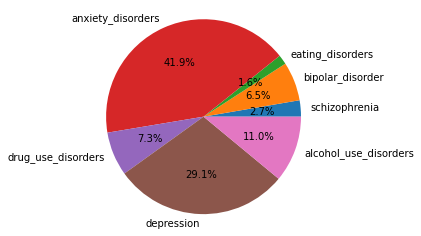 anxiety_disorders
eating_disorders
41.9%
1.6%
bipolar_disorder
6.5%
schizophrenia
2.7%
drug_use_disorders
7.3%
11.0%
alcohol_use_disorders
29.1%
depression